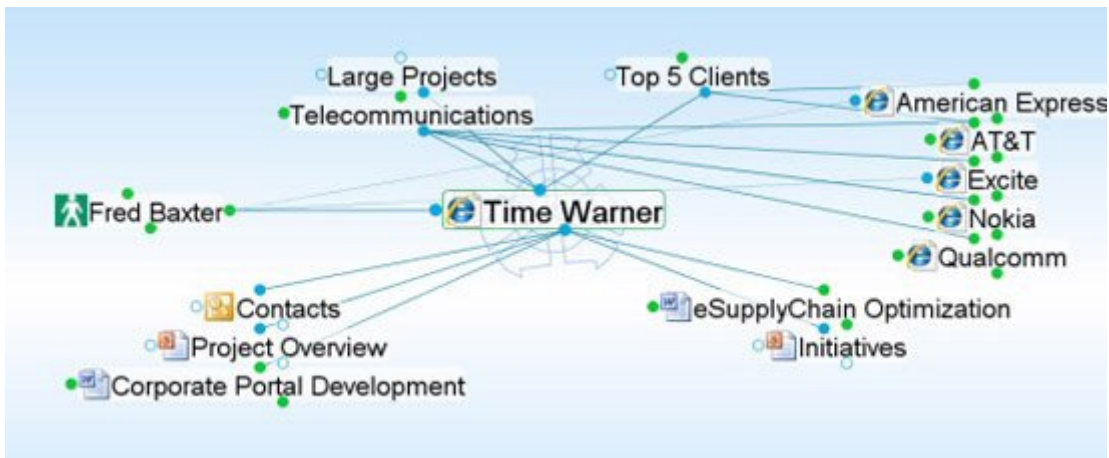 Large Projects
Top 5 Clients
Telecommunications
American Express
AT&T
Excite
Fred Baxter
Time Warner
Nokia
Qualcomm
Contacts
eSupplyChain Optimization
Project Overview
Initiatives
Corporate Portal Development